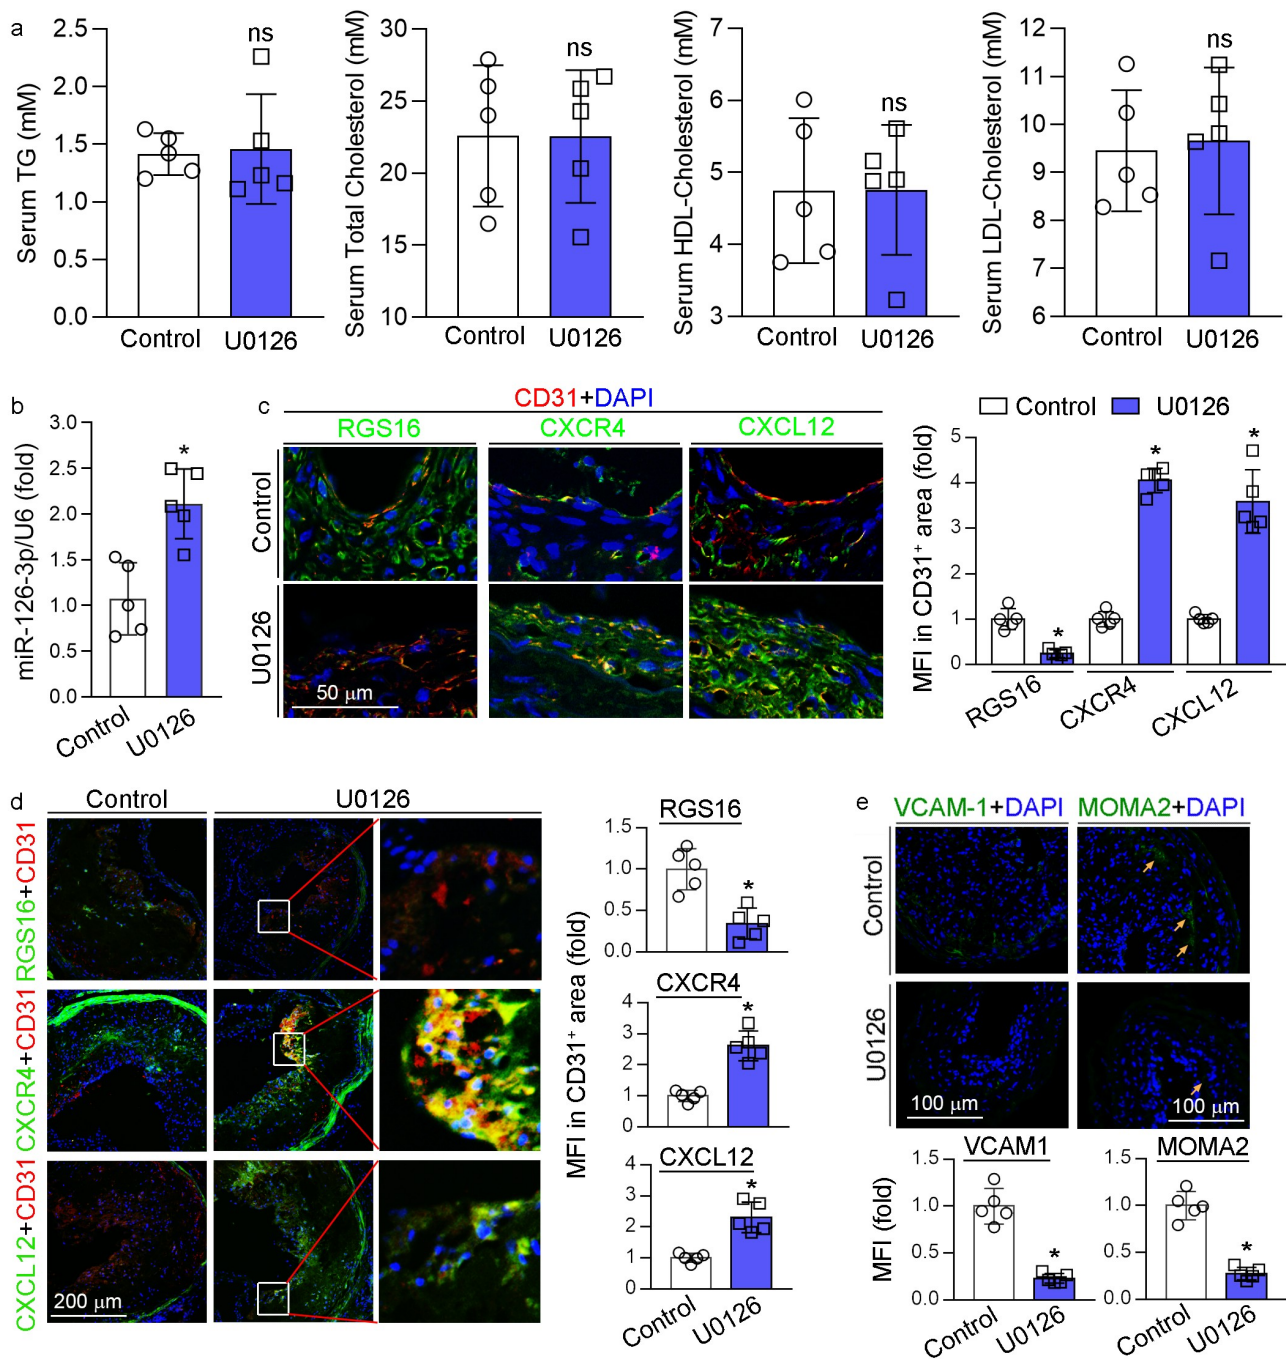 a
Serum TG (mM)
2.5
2.0
1.5
1.0
0.5
0.0
ns
Control
U0126
Serum Total Cholesterol (mM)
30
25
20
15
10
ns
Control
U0126
Serum HDL-Cholesterol (mM)
7
6
5
4
3
ns
Control
U0126
Serum LDL-Cholesterol (mM)
12
11
10
9
8
7
6
ns
Control
U0126
b
miR-126-3p/U6 (fold)
3.0
2.5
2.0
1.5
1.0
0.5
0.0
*
Control
U0126
c
CD31+DAPI
RGS16
CXCR4
CXCL12
Control
U0126
50 μm
Control
U0126
MFI in CD31⁺ area (fold)
5
4
3
2
1
0
*
*
*
RGS16
CXCR4
CXCL12
d
Control
U0126
RGS16+CD31
CXCR4+CD31
CXCL12+CD31
200 μm
MFI in CD31⁺ area (fold)
RGS16
1.5
1.0
0.5
0.0
*
CXCR4
4
3
2
1
0
*
CXCL12
4
3
2
1
0
*
Control
U0126
e
VCAM-1+DAPI
MOMA2+DAPI
Control
U0126
100 μm
100 μm
MFI (fold)
VCAM1
1.5
1.0
0.5
0.0
*
Control
U0126
MOMA2
1.5
1.0
0.5
0.0
*
Control
U0126